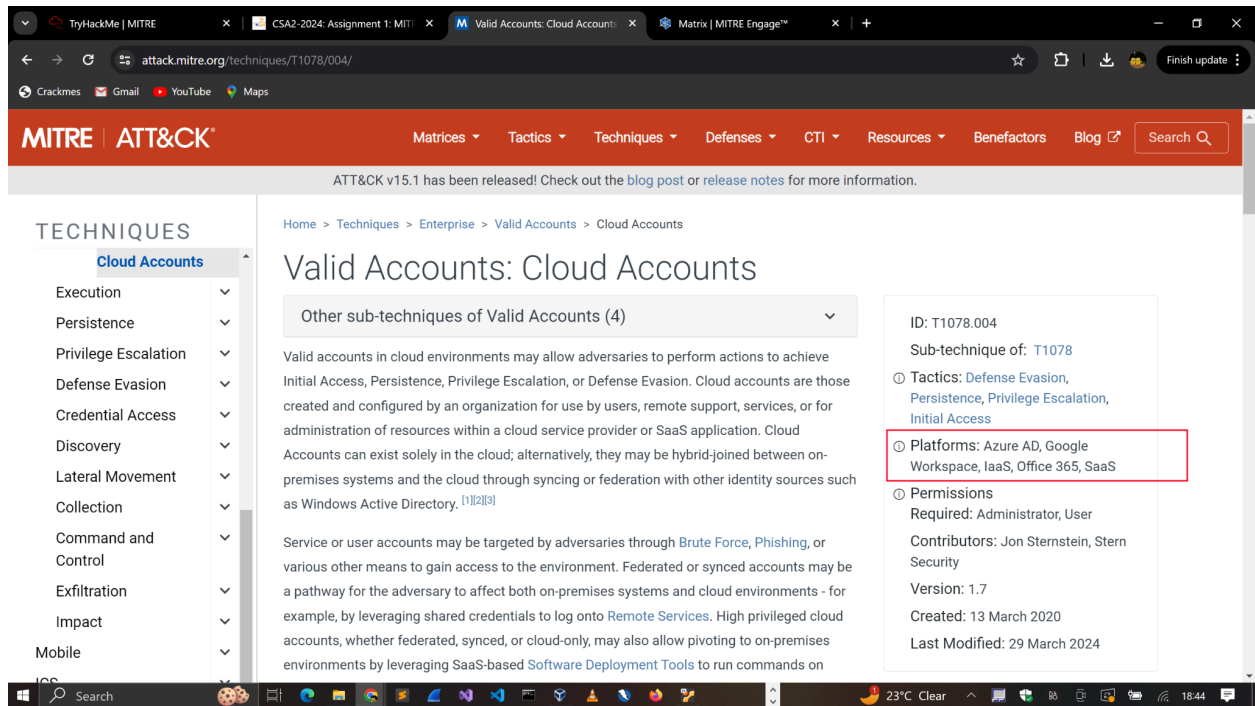 TryHackMe | MITRE
CSA2-2024: Assignment 1: MIT
Valid Accounts: Cloud Accounts
Matrix | MITRE Engage™
attack.mitre.org/techniques/T1078/004/
Finish update
Crackmes
Gmail
YouTube
Maps
MITRE | ATT&CK®
Matrices
Tactics
Techniques
Defenses
CTI
Resources
Benefactors
Blog
Search
ATT&CK v15.1 has been released! Check out the blog post or release notes for more information.
TECHNIQUES
Cloud Accounts
Execution
Persistence
Privilege Escalation
Defense Evasion
Credential Access
Discovery
Lateral Movement
Collection
Command and
Control
Exfiltration
Impact
Mobile
ICS
Home > Techniques > Enterprise > Valid Accounts > Cloud Accounts
Valid Accounts: Cloud Accounts
Other sub-techniques of Valid Accounts (4)
Valid accounts in cloud environments may allow adversaries to perform actions to achieve
Initial Access, Persistence, Privilege Escalation, or Defense Evasion. Cloud accounts are those
created and configured by an organization for use by users, remote support, services, or for
administration of resources within a cloud service provider or SaaS application. Cloud
Accounts can exist solely in the cloud; alternatively, they may be hybrid-joined between on-
premises systems and the cloud through syncing or federation with other identity sources such
as Windows Active Directory. [1][2][3]
Service or user accounts may be targeted by adversaries through Brute Force, Phishing, or
various other means to gain access to the environment. Federated or synced accounts may be
a pathway for the adversary to affect both on-premises systems and cloud environments - for
example, by leveraging shared credentials to log onto Remote Services. High privileged cloud
accounts, whether federated, synced, or cloud-only, may also allow pivoting to on-premises
environments by leveraging SaaS-based Software Deployment Tools to run commands on
ID: T1078.004
Sub-technique of: T1078
Tactics: Defense Evasion,
Persistence, Privilege Escalation,
Initial Access
Platforms: Azure AD, Google
Workspace, IaaS, Office 365, SaaS
Permissions
Required: Administrator, User
Contributors: Jon Sternstein, Stern
Security
Version: 1.7
Created: 13 March 2020
Last Modified: 29 March 2024
Search
23°C Clear
18:44